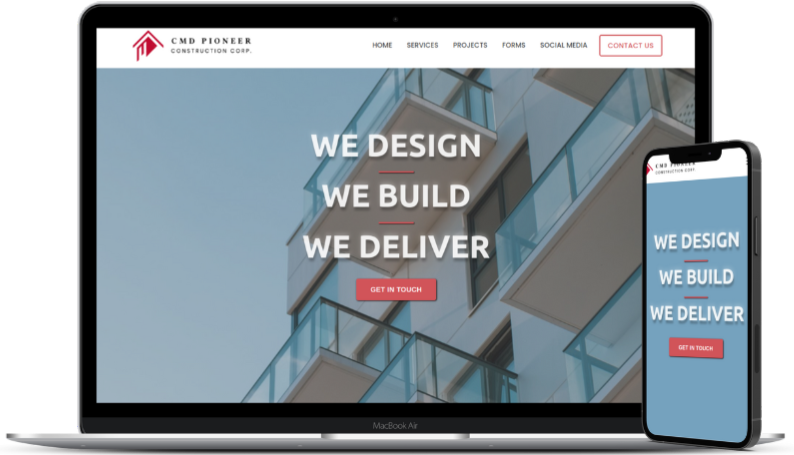 CMD PIONEER
CONSTRUCTION CORP.
HOME SERVICES PROJECTS FORMS SOCIAL MEDIA CONTACT US
WE DESIGN
WE BUILD
WE DELIVER
GET IN TOUCH
MacBook Air
CMD PIONEER
CONSTRUCTION CORP.
WE DESIGN
WE BUILD
WE DELIVER
GET IN TOUCH